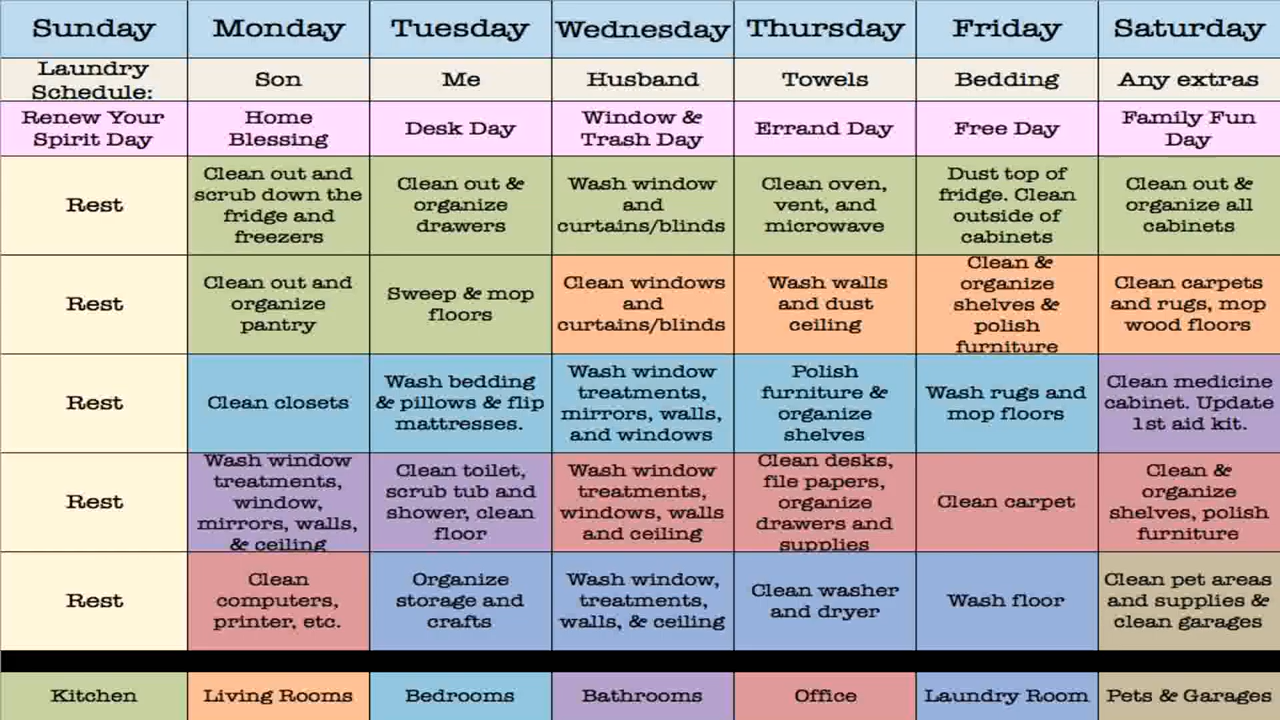 Sunday Monday Tuesday Wednesday Thursday Friday Saturday
Laundry
Schedule:
Son
Me
Husband
Towels
Bedding
Any extras
Renew Your
Spirit Day
Home
Blessing
Desk Day
Window &
Trash Day
Errand Day
Free Day
Family Fun
Day
Rest
Clean out and
scrub down the
fridge and
freezers
Clean out &
organize
drawers
Wash window
and
curtains/blinds
Clean oven,
vent, and
microwave
Dust top of
fridge. Clean
outside of
cabinets
Clean out &
organize all
cabinets
Rest
Clean out and
organize
pantry
Sweep & mop
floors
Clean windows
and
curtains/blinds
Wash walls
and dust
ceiling
Clean &
organize
shelves &
polish
furniture
Clean carpets
and rugs, mop
wood floors
Rest
Clean closets
Wash bedding
& pillows & flip
mattresses.
Wash window
treatments,
mirrors, walls,
and windows
Polish
furniture &
organize
shelves
Wash rugs and
mop floors
Clean medicine
cabinet. Update
1st aid kit.
Rest
Wash window
treatments,
window,
mirrors, walls,
& ceiling
Clean toilet,
scrub tub and
shower, clean
floor
Wash window
treatments,
windows, walls
and ceiling
Clean desks,
file papers,
organize
drawers and
supplies
Clean carpet
Clean &
organize
shelves, polish
furniture
Rest
Clean
computers,
printer, etc.
Organize
storage and
crafts
Wash window,
treatments,
walls, & ceiling
Clean washer
and dryer
Wash floor
Clean pet areas
and supplies &
clean garages
Kitchen Living Rooms Bedrooms Bathrooms Office Laundry Room Pets & Garages